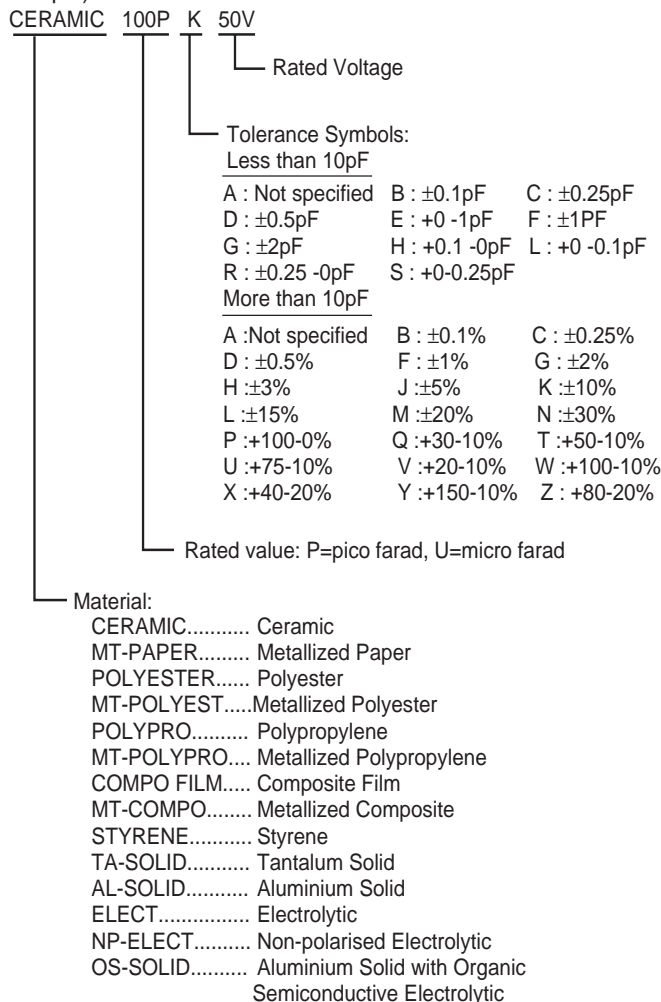 CERAMIC 100P K 50V
Rated Voltage
Tolerance Symbols:
Less than 10pF
A : Not specified B : ±0.1pF C : ±0.25pF
D : ±0.5pF E : +0 -1pF F : ±1PF
G : ±2pF H : +0.1 -0pF L : +0 -0.1pF
R : ±0.25 -0pF S : +0-0.25pF
More than 10pF
A :Not specified B : ±0.1% C : ±0.25%
D : ±0.5% F : ±1% G : ±2%
H :±3% J :±5% K :±10%
L :±15% M :±20% N :±30%
P :+100-0% Q :+30-10% T :+50-10%
U :+75-10% V :+20-10% W :+100-10%
X :+40-20% Y :+150-10% Z : +80-20%
Rated value: P=pico farad, U=micro farad
Material:
CERAMIC........... Ceramic
MT-PAPER......... Metallized Paper
POLYESTER...... Polyester
MT-POLYEST.....Metallized Polyester
POLYPRO.......... Polypropylene
MT-POLYPRO.... Metallized Polypropylene
COMPO FILM..... Composite Film
MT-COMPO........ Metallized Composite
STYRENE........... Styrene
TA-SOLID........... Tantalum Solid
AL-SOLID........... Aluminium Solid
ELECT................ Electrolytic
NP-ELECT.......... Non-polarised Electrolytic
OS-SOLID.......... Aluminium Solid with Organic
Semiconductive Electrolytic